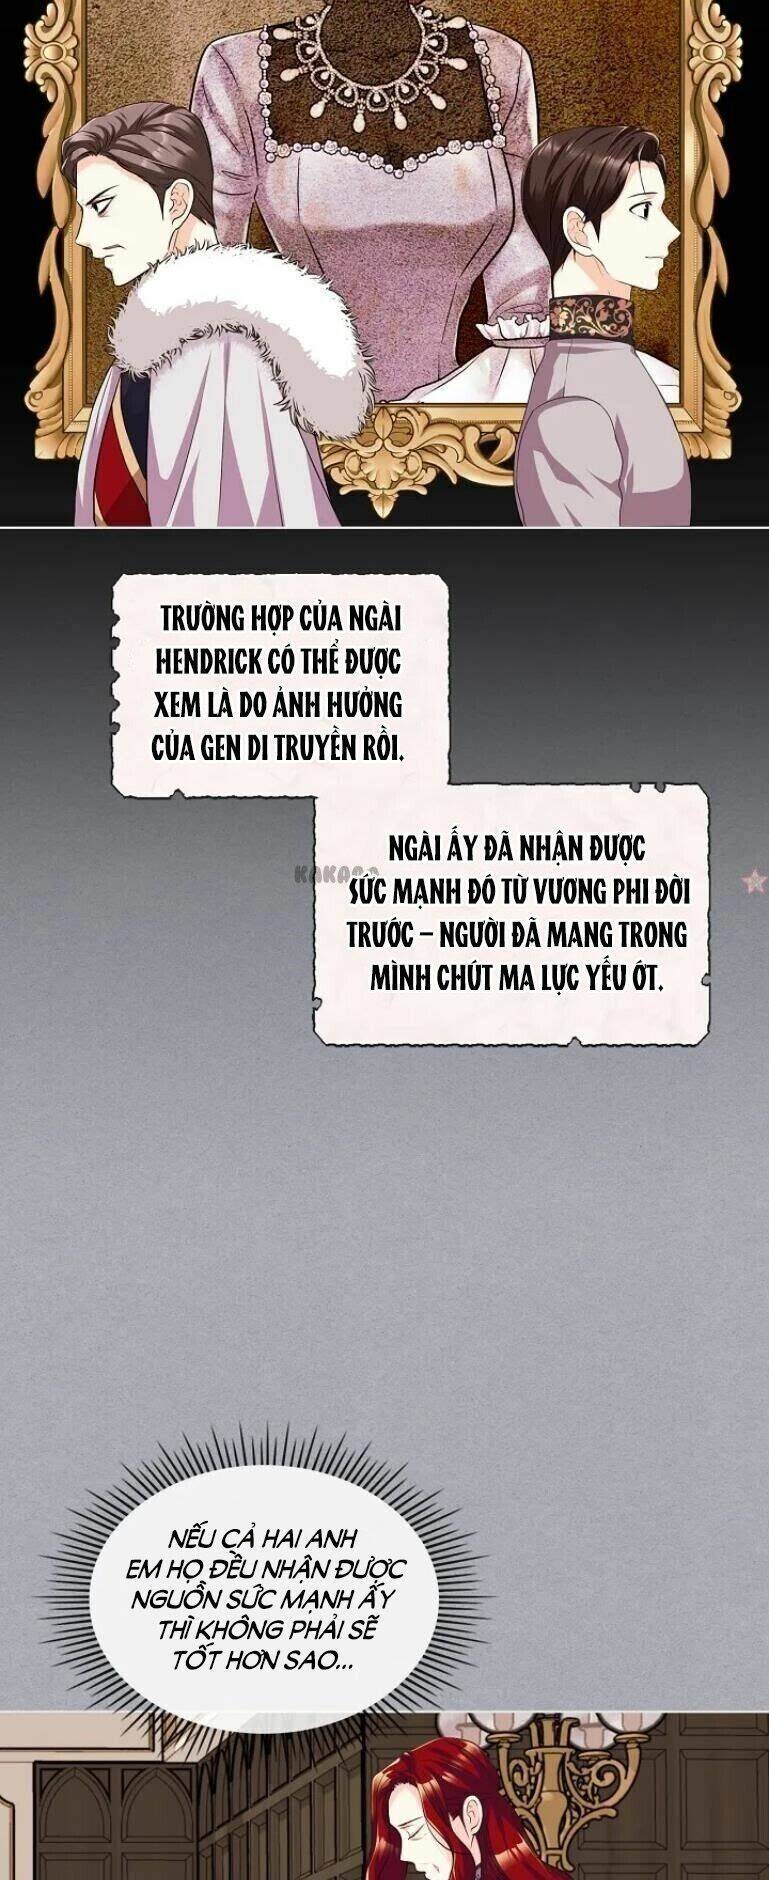 TRƯỜNG HỢP CỦA NGÀI
HENDRICK CÓ THỂ ĐƯỢC
XEM LÀ DO ẢNH HƯỞNG
CỦA GEN DI TRUYỀN RỒI.
NGÀI ẤY ĐÃ NHẬN ĐƯỢC
SỨC MẠNH ĐÓ TỪ VƯƠNG PHI ĐỜI
TRƯỚC – NGƯỜI ĐÃ MANG TRONG
MÌNH CHÚT MA LỰC YẾU ỚT.
NẾU CẢ HAI ANH
EM HỌ ĐỀU NHẬN ĐƯỢC
NGUỒN SỨC MẠNH ẤY
THÌ KHÔNG PHẢI SẼ
TỐT HƠN SAO...